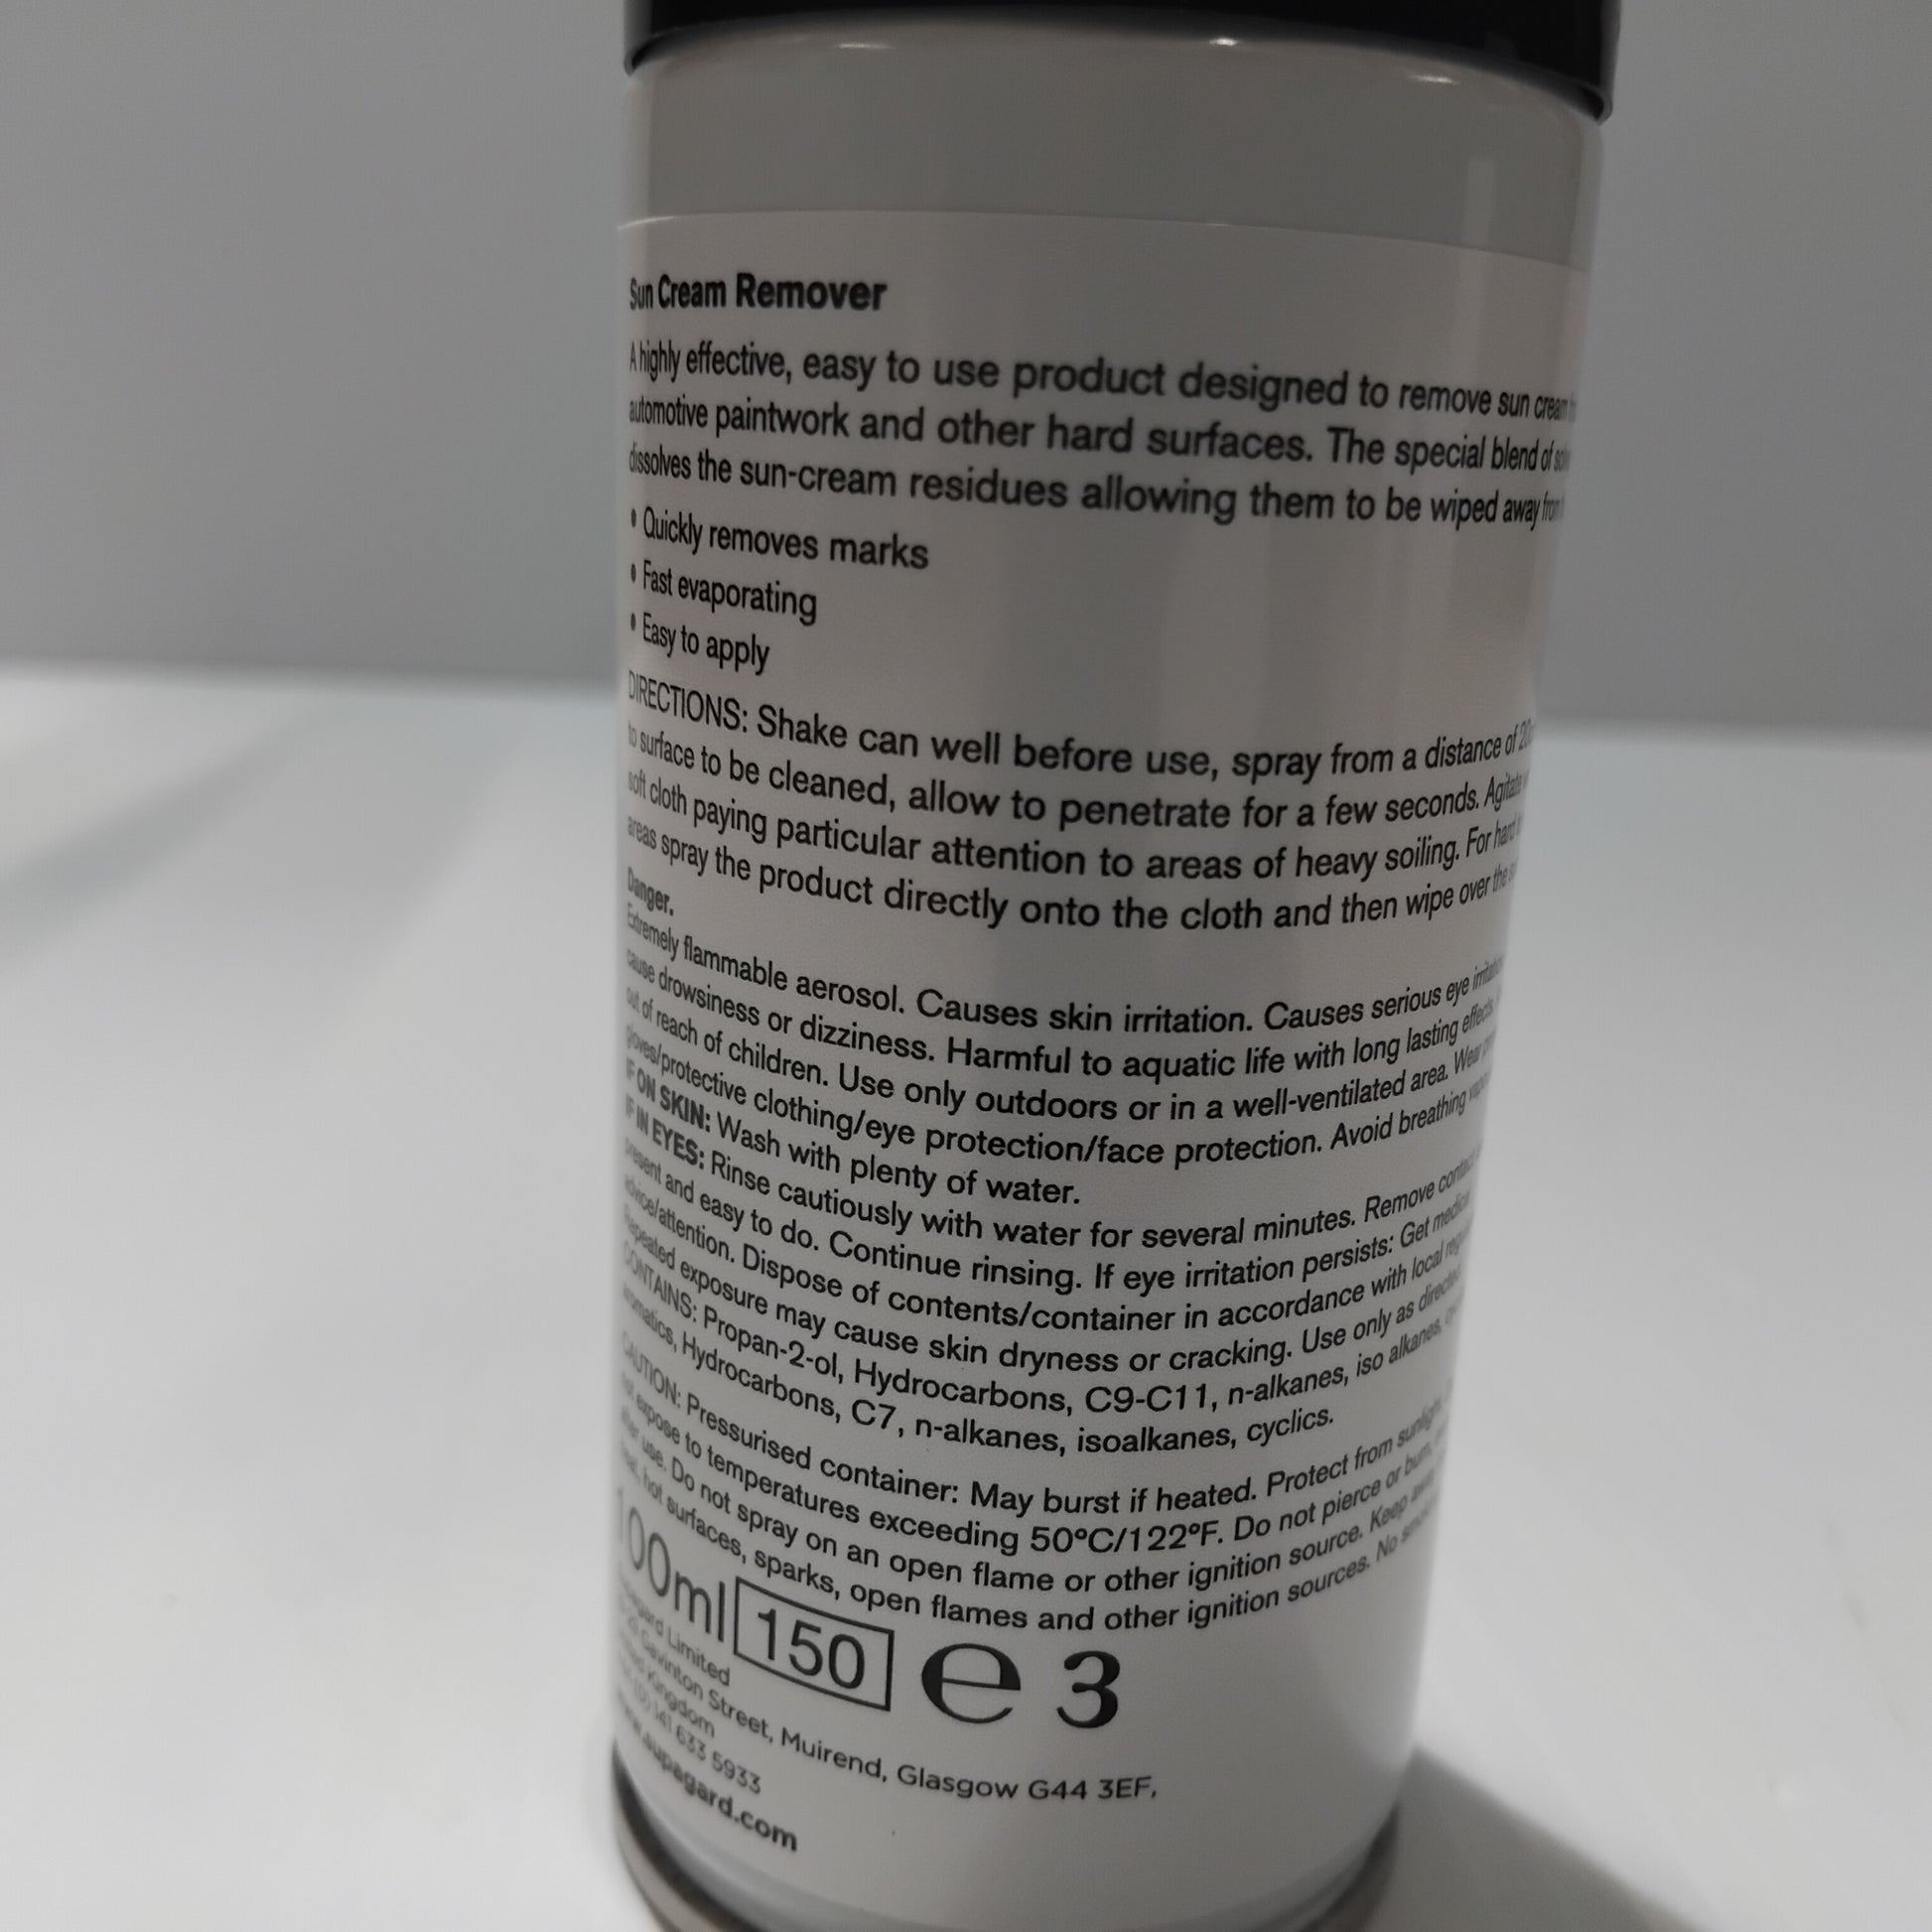 Sun Cream Remover
A highly effective, easy to use product designed to remove sun cream
automotive paintwork and other hard surfaces. The special blend of
dissolves the sun-cream residues allowing them to be wiped away from
• Quickly removes marks
• Fast evaporating
• Easy to apply
DIRECTIONS: Shake can well before use, spray from a distance of
to surface to be cleaned, allow to penetrate for a few seconds. Agitate
soft cloth paying particular attention to areas of heavy soiling. For hard
areas spray the product directly onto the cloth and then wipe over the
Danger.
Extremely flammable aerosol. Causes skin irritation. Causes serious eye
cause drowsiness or dizziness. Harmful to aquatic life with long lasting effects.
out of reach of children. Use only outdoors or in a well-ventilated area. Wear
gloves/protective clothing/eye protection/face protection. Avoid breathing
IF ON SKIN: Wash with plenty of water.
IF IN EYES: Rinse cautiously with water for several minutes. Remove
present and easy to do. Continue rinsing. If eye irritation persists: Get medical
advice/attention. Dispose of contents/container in accordance with local
Repeated exposure may cause skin dryness or cracking. Use only as directed
CONTAINS: Propan-2-ol, Hydrocarbons, C9-C11, n-alkanes, iso alkanes,
aromatics, Hydrocarbons, C7, n-alkanes, isoalkanes, cyclics.
CAUTION: Pressurised container: May burst if heated. Protect from sunlight.
not expose to temperatures exceeding 50ºC/122ºF. Do not pierce or burn,
after use. Do not spray on an open flame or other ignition source. Keep away
heat, hot surfaces, sparks, open flames and other ignition sources. No
100ml 150 e 3
Limited
Gavinton Street, Muirend, Glasgow G44 3EF,
Kingdom
141 633 5933
www.supagard.com